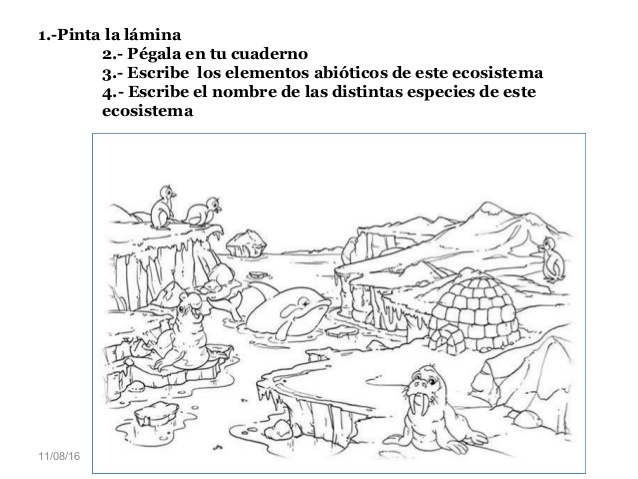 1.-Pinta la lámina
2.- Pégala en tu cuaderno
3.- Escribe los elementos abióticos de este ecosistema
4.- Escribe el nombre de las distintas especies de este
ecosistema
11/08/16